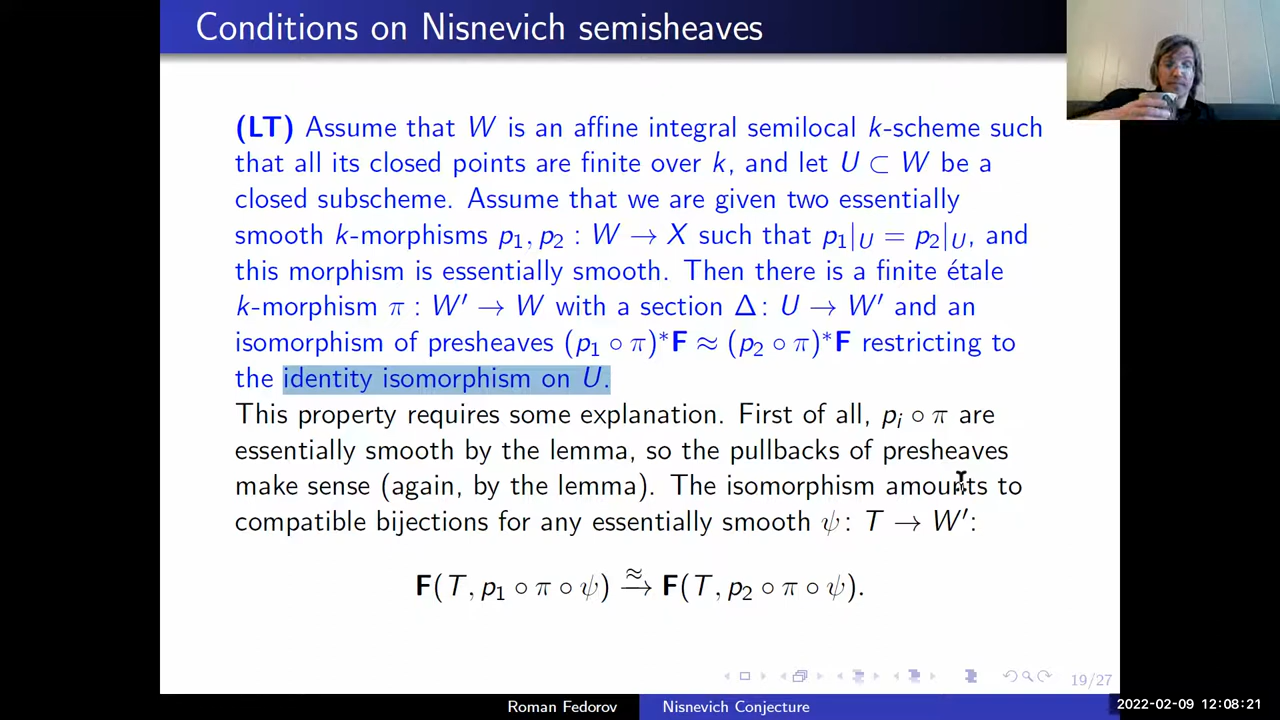 Conditions on Nisnevich semisheaves
(LT) Assume that W is an affine integral semilocal k-scheme such
that all its closed points are finite over k, and let U ⊂ W be a
closed subscheme. Assume that we are given two essentially
smooth k-morphisms p₁, p₂ : W → X such that p₁|_U = p₂|_U, and
this morphism is essentially smooth. Then there is a finite étale
k-morphism π : W′ → W with a section Δ : U → W′ and an
isomorphism of presheaves (p₁ ∘ π)*F ≈ (p₂ ∘ π)*F restricting to
the identity isomorphism on U.
This property requires some explanation. First of all, pᵢ ∘ π are
essentially smooth by the lemma, so the pullbacks of presheaves
make sense (again, by the lemma). The isomorphism amounts to
compatible bijections for any essentially smooth ψ : T → W′:
F(T, p₁ ∘ π ∘ ψ) ≈→ F(T, p₂ ∘ π ∘ ψ).
19/27
Roman Fedorov Nisnevich Conjecture
2022-02-09 12:08:21